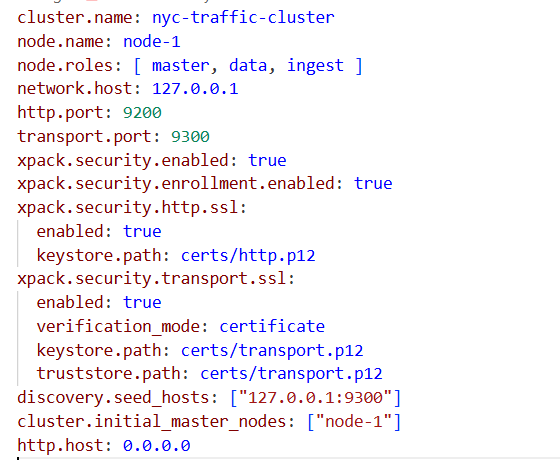 cluster.name: nyc-traffic-cluster
node.name: node-1
node.roles: [ master, data, ingest ]
network.host: 127.0.0.1
http.port: 9200
transport.port: 9300
xpack.security.enabled: true
xpack.security.enrollment.enabled: true
xpack.security.http.ssl:
  enabled: true
  keystore.path: certs/http.p12
xpack.security.transport.ssl:
  enabled: true
  verification_mode: certificate
  keystore.path: certs/transport.p12
  truststore.path: certs/transport.p12
discovery.seed_hosts: ["127.0.0.1:9300"]
cluster.initial_master_nodes: ["node-1"]
http.host: 0.0.0.0